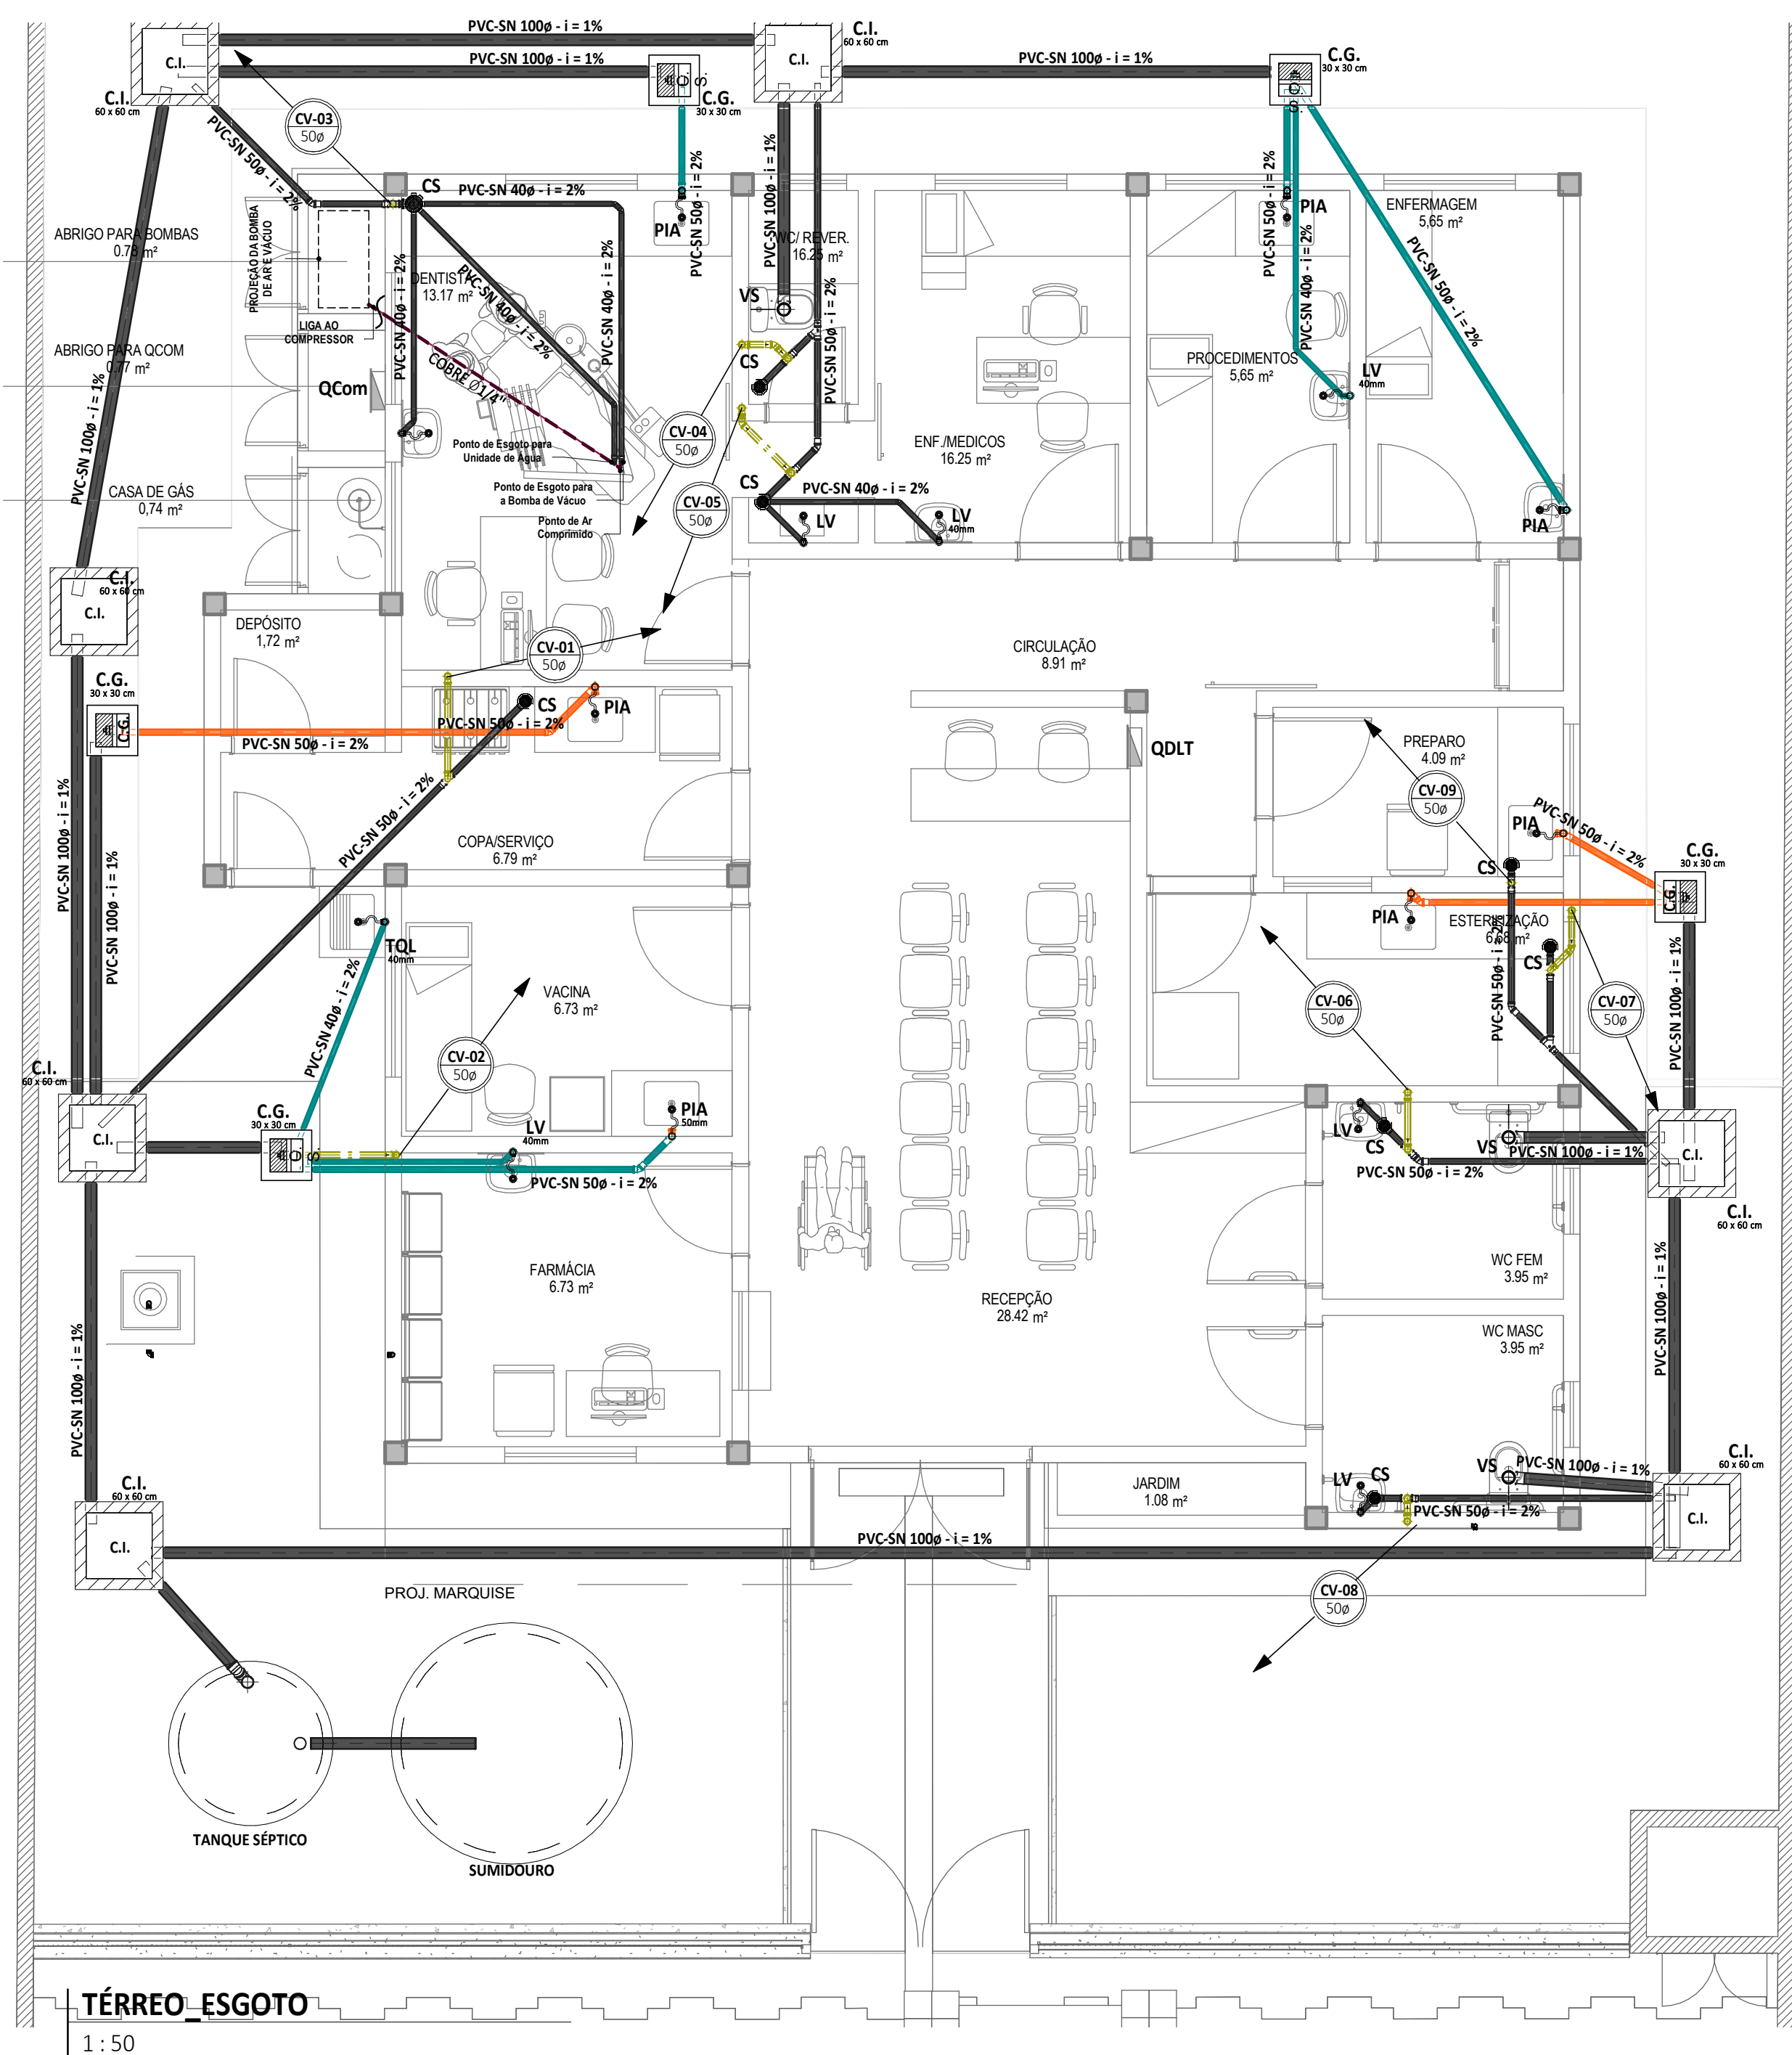 PVC-SN 100ø - i = 1%
C.I.
60 x 60 cm
C.I.
C.I.
PVC-SN 100ø - i = 1%
PVC-SN 100ø - i = 1%
C.G.
30 x 30 cm
C.I.
60 x 60 cm
C.S.
C.G.
30 x 30 cm
C.S.
CV-03
50ø
PVC-SN 50ø - i = 2%
CS
PVC-SN 40ø - i = 2%
PVC-SN 50ø - i = 2%
PVC-SN 100ø - i = 1%
PVC-SN 50ø - i = 2%
PIA
ENFERMAGEM
5,65 m²
PIA
WC/ REVER.
16.25 m²
ABRIGO PARA BOMBAS
0.78 m²
PROJEÇÃO DA BOMBA
DE AR E VÁCUO
DENTISTA
13.17 m²
PVC-SN 40ø - i = 2%
PVC-SN 40ø - i = 2%
PVC-SN 40ø - i = 2%
PVC-SN 40ø - i = 2%
PVC-SN 50ø - i = 2%
VS
PVC-SN 50ø - i = 2%
LIGA AO
COMPRESSOR
ABRIGO PARA QCOM
0.77 m²
PVC-SN 100ø - i = 1%
QCom
COBRE Ø1/4"
CS
PROCEDIMENTOS
5,65 m²
LV
40mm
CV-04
50ø
Ponto de Esgoto para
Unidade de Água
ENF./MEDICOS
16.25 m²
Ponto de Esgoto para
a Bomba de Vácuo
CS
PVC-SN 40ø - i = 2%
CV-05
50ø
CASA DE GÁS
0,74 m²
Ponto de Ar
Comprimido
LV
LV
40mm
PIA
C.I.
60 x 60 cm
C.I.
DEPÓSITO
1,72 m²
CV-01
50ø
CIRCULAÇÃO
8.91 m²
C.G.
30 x 30 cm
C.G.
CS
PIA
PVC-SN 50ø - i = 2%
PVC-SN 50ø - i = 2%
QDLT
PREPARO
4.09 m²
CV-09
50ø
PVC-SN 100ø - i = 1%
PVC-SN 50ø - i = 2%
PIA
PVC-SN 50ø - i = 2%
COPA/SERVIÇO
6.79 m²
PVC-SN 100ø - i = 1%
CS
C.G.
30 x 30 cm
C.G.
PIA
ESTERILIZAÇÃO
6.68 m²
TQL
40mm
CS
PVC-SN 50ø - i = 2%
PVC-SN 100ø - i = 1%
PVC-SN 40ø - i = 2%
VACINA
6.73 m²
CV-06
50ø
CV-07
50ø
CV-02
50ø
C.I.
60 x 60 cm
C.I.
C.G.
30 x 30 cm
PIA
50mm
LV
40mm
LV
CS
VS
PVC-SN 100ø - i = 1%
C.I.
PVC-SN 50ø - i = 2%
PVC-SN 50ø - i = 2%
C.I.
60 x 60 cm
FARMÁCIA
6.73 m²
RECEPÇÃO
28.42 m²
WC FEM
3.95 m²
WC MASC
3.95 m²
PVC-SN 100ø - i = 1%
PVC-SN 100ø - i = 1%
C.I.
60 x 60 cm
C.I.
JARDIM
1.08 m²
LV
CS
VS
PVC-SN 100ø - i = 1%
C.I.
60 x 60 cm
PVC-SN 50ø - i = 2%
C.I.
PVC-SN 100ø - i = 1%
PROJ. MARQUISE
CV-08
50ø
TANQUE SÉPTICO
SUMIDOURO
TÉRREO_ESGOTO
1 : 50